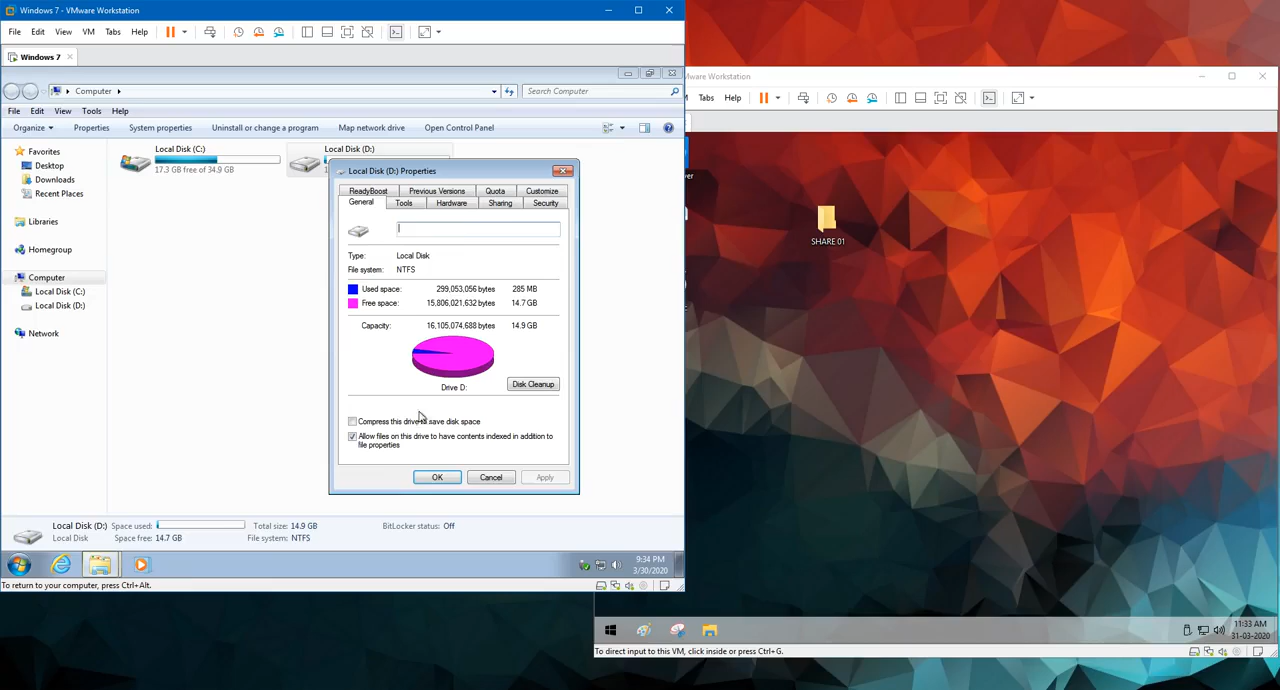 Windows 7 - VMware Workstation
File Edit View VM Tabs Help
Windows 7
Computer
Search Computer
File Edit View Tools Help
Organize Properties System properties Uninstall or change a program Map network drive Open Control Panel
Favorites
Desktop
Downloads
Recent Places
Libraries
Homegroup
Computer
Local Disk (C:)
Local Disk (D:)
Network
Local Disk (C:)
17.3 GB free of 34.9 GB
Local Disk (D:)
Local Disk (D:) Properties
ReadyBoost Previous Versions Quota Customize
General Tools Hardware Sharing Security
Type: Local Disk
File system: NTFS
Used space: 299,053,056 bytes 285 MB
Free space: 15,806,021,632 bytes 14.7 GB
Capacity: 16,105,074,688 bytes 14.9 GB
Drive D:
Disk Cleanup
Compress this drive to save disk space
Allow files on this drive to have contents indexed in addition to
file properties
OK Cancel Apply
Local Disk (D:) Space used: Total size: 14.9 GB BitLocker status: Off
Local Disk Space free: 14.7 GB File system: NTFS
9:34 PM
3/30/2020
To return to your computer, press Ctrl+Alt.
Mware Workstation
M Tabs Help
SHARE 01
11:33 AM
31-03-2020
To direct input to this VM, click inside or press Ctrl+G.